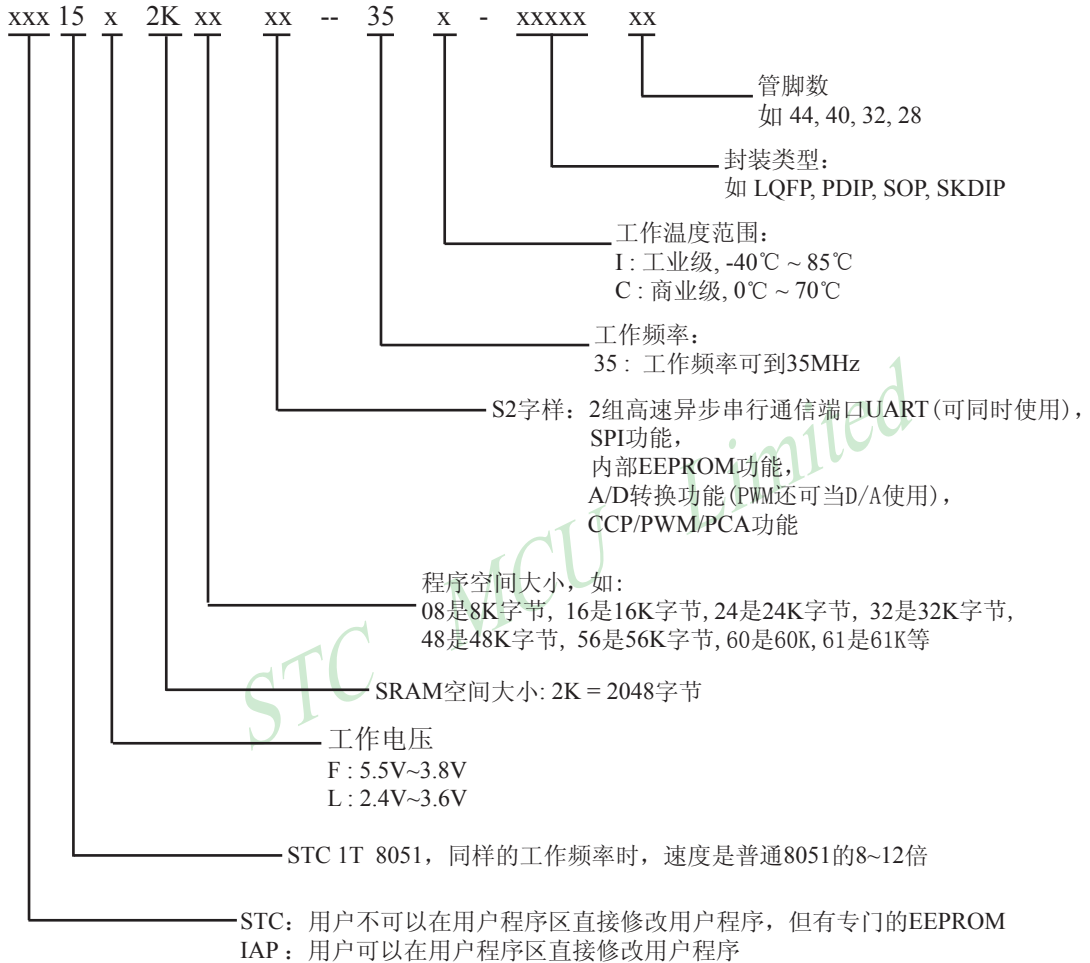 xxx 15 x 2K xx xx -- 35 x - xxxxx xx
管脚数
如 44, 40, 32, 28
封装类型：
如 LQFP, PDIP, SOP, SKDIP
工作温度范围：
I : 工业级, -40℃ ~ 85℃
C : 商业级, 0℃ ~ 70℃
工作频率：
35 : 工作频率可到35MHz
S2字样： 2组高速异步串行通信端口UART(可同时使用)，
SPI功能，
内部EEPROM功能，
A/D转换功能(PWM还可当D/A使用)，
CCP/PWM/PCA功能
程序空间大小，如:
08是8K字节, 16是16K字节, 24是24K字节, 32是32K字节,
48是48K字节, 56是56K字节, 60是60K, 61是61K等
SRAM空间大小: 2K = 2048字节
工作电压
F : 5.5V~3.8V
L : 2.4V~3.6V
STC 1T 8051，同样的工作频率时，速度是普通8051的8~12倍
STC：用户不可以在用户程序区直接修改用户程序，但有专门的EEPROM
IAP：用户可以在用户程序区直接修改用户程序
STC MCU Limited